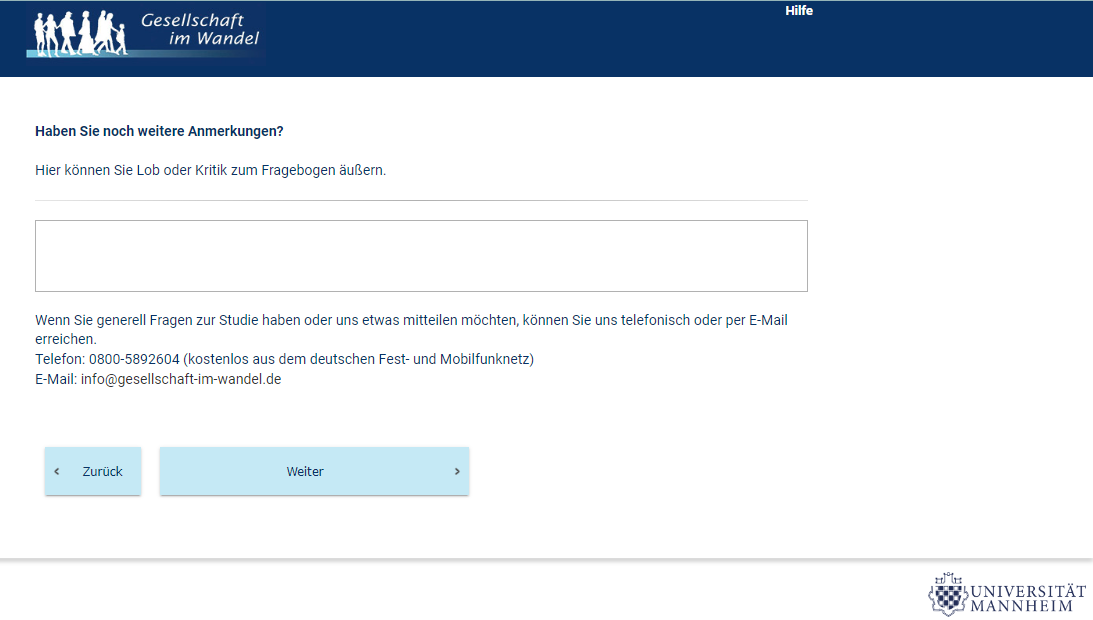 Gesellschaft
im Wandel
Hilfe
Haben Sie noch weitere Anmerkungen?
Hier können Sie Lob oder Kritik zum Fragebogen äußern.
Wenn Sie generell Fragen zur Studie haben oder uns etwas mitteilen möchten, können Sie uns telefonisch oder per E-Mail
erreichen.
Telefon: 0800-5892604 (kostenlos aus dem deutschen Fest- und Mobilfunknetz)
E-Mail: info@gesellschaft-im-wandel.de
Zurück
Weiter
UNIVERSITÄT
MANNHEIM